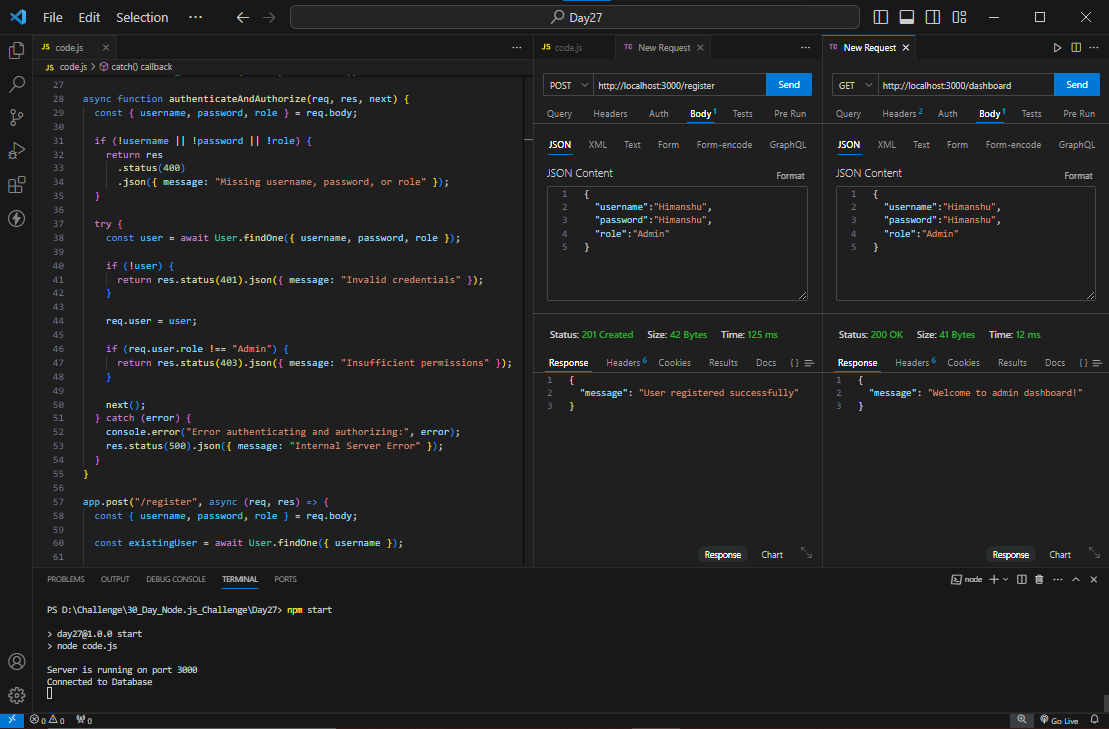 File Edit Selection ··· Day27
JS code.js
JS code.js > catch() callback
27
28 async function authenticateAndAuthorize(req, res, next) {
29 const { username, password, role } = req.body;
30
31 if (!username || !password || !role) {
32 return res
33 .status(400)
34 .json({ message: "Missing username, password, or role" });
35 }
36
37 try {
38 const user = await User.findOne({ username, password, role });
39
40 if (!user) {
41 return res.status(401).json({ message: "Invalid credentials" });
42 }
43
44 req.user = user;
45
46 if (req.user.role !== "Admin") {
47 return res.status(403).json({ message: "Insufficient permissions" });
48 }
49
50 next();
51 } catch (error) {
52 console.error("Error authenticating and authorizing:", error);
53 res.status(500).json({ message: "Internal Server Error" });
54 }
55 }
56
57 app.post("/register", async (req, res) => {
58 const { username, password, role } = req.body;
59
60 const existingUser = await User.findOne({ username });
61
JS code.js TC New Request
POST http://localhost:3000/register Send
Query Headers Auth Body 1 Tests Pre Run
JSON XML Text Form Form-encode GraphQL
JSON Content Format
1 {
2 "username":"Himanshu",
3 "password":"Himanshu",
4 "role":"Admin"
5 }
Status: 201 Created Size: 42 Bytes Time: 125 ms
Response Headers 6 Cookies Results Docs { }
1 {
2 "message": "User registered successfully"
3 }
Response Chart
TC New Request
GET http://localhost:3000/dashboard Send
Query Headers 2 Auth Body 1 Tests Pre Run
JSON XML Text Form Form-encode GraphQL
JSON Content Format
1 {
2 "username":"Himanshu",
3 "password":"Himanshu",
4 "role":"Admin"
5 }
Status: 200 OK Size: 41 Bytes Time: 12 ms
Response Headers 6 Cookies Results Docs { }
1 {
2 "message": "Welcome to admin dashboard!"
3 }
Response Chart
PROBLEMS OUTPUT DEBUG CONSOLE TERMINAL PORTS node
PS D:\Challenge\30_Day_Node.js_Challenge\Day27> npm start
> day27@1.0.0 start
> node code.js
Server is running on port 3000
Connected to Database
0 0 0 Go Live